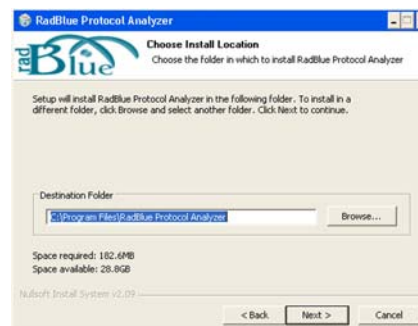 RadBlue Protocol Analyzer
rad
Blue
Choose Install Location
Choose the folder in which to install RadBlue Protocol Analyzer
Setup will install RadBlue Protocol Analyzer in the following folder. To install in a
different folder, click Browse and select another folder. Click Next to continue.
Destination Folder
C:\Program Files\RadBlue Protocol Analyzer
Browse...
Space required: 182.6MB
Space available: 28.8GB
Nullsoft Install System v2.09
< Back
Next >
Cancel